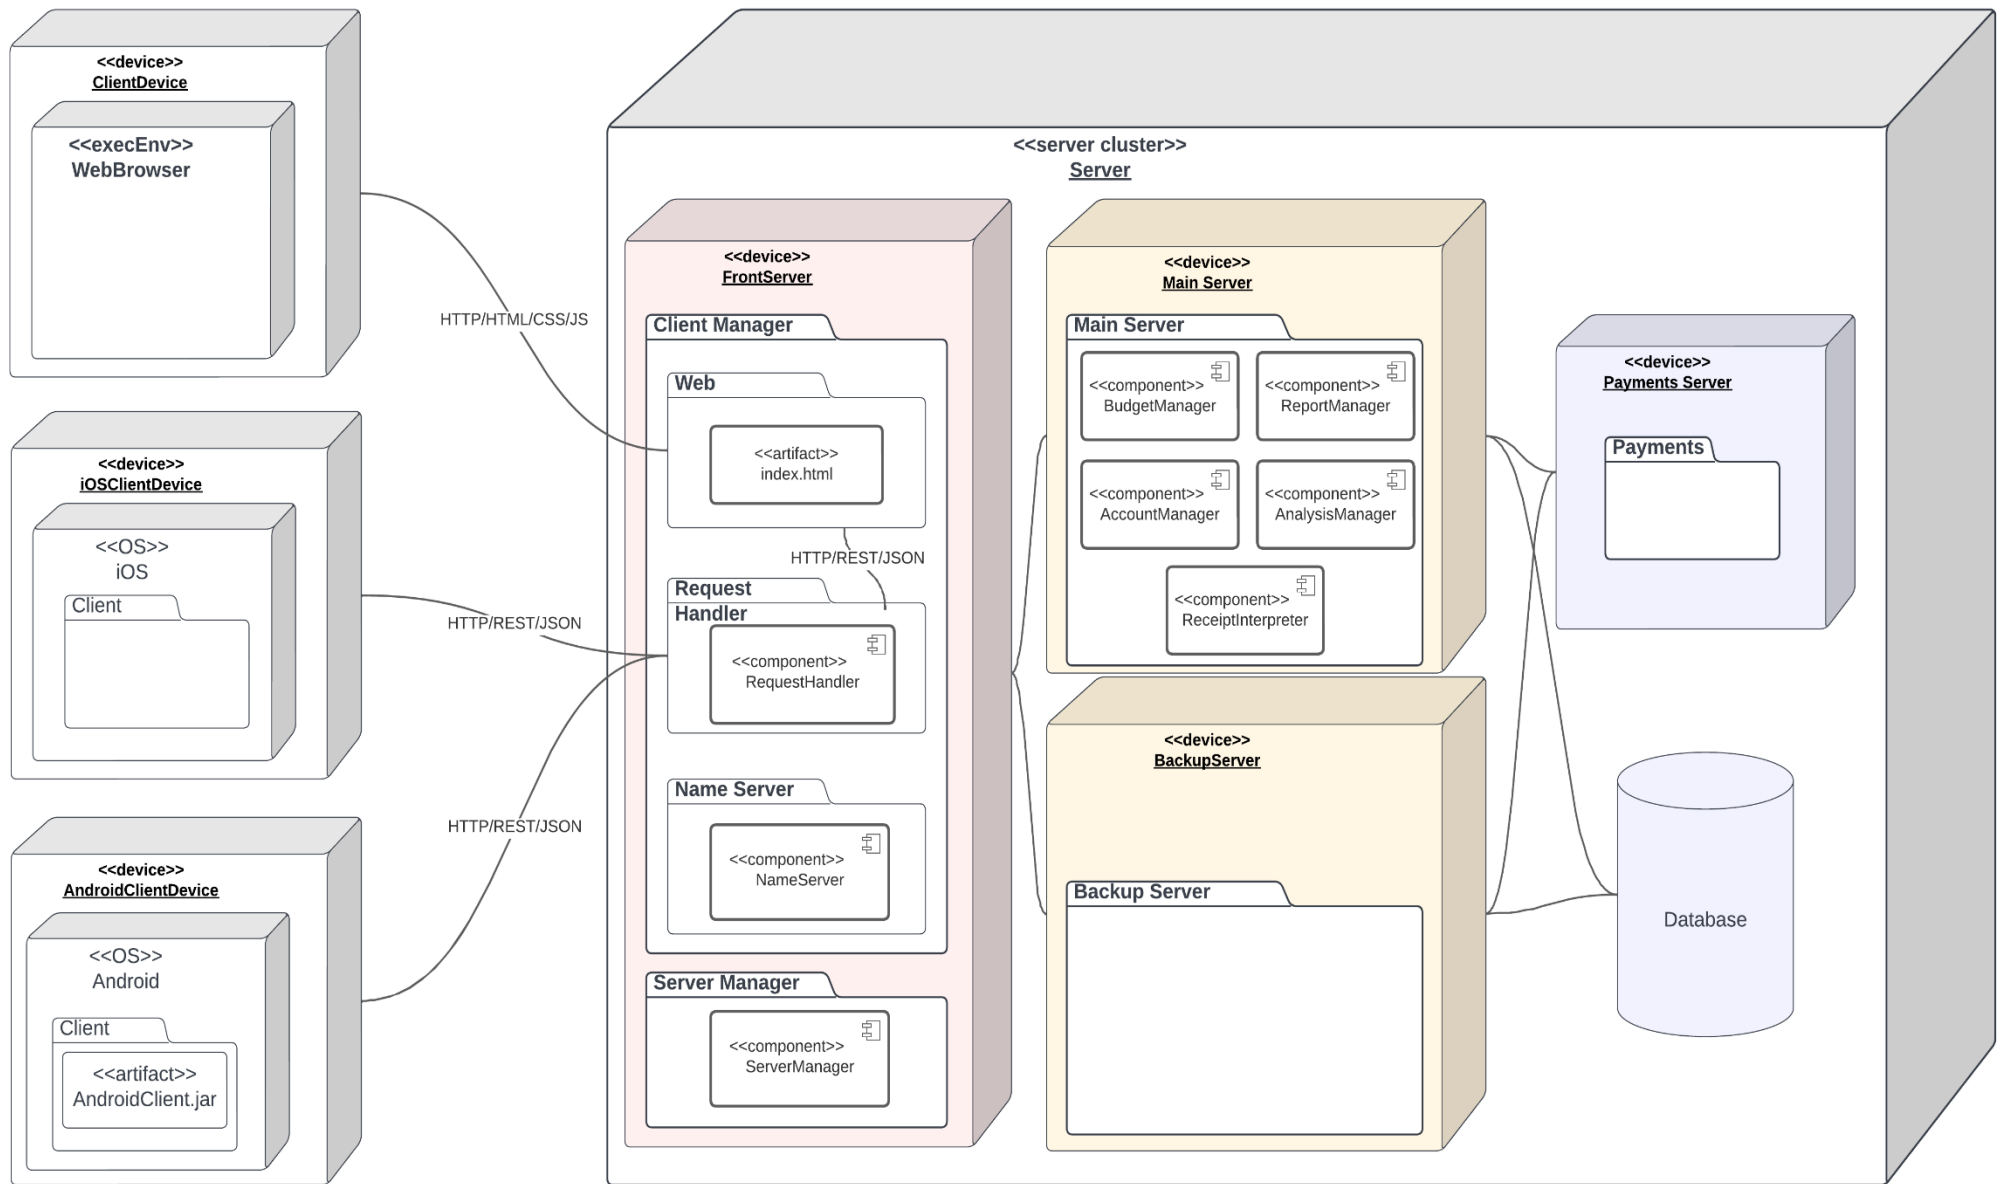 <<device>>
ClientDevice
<<execEnv>>
WebBrowser
HTTP/HTML/CSS/JS
<<device>>
iOSClientDevice
<<OS>>
iOS
Client
HTTP/REST/JSON
<<device>>
AndroidClientDevice
<<OS>>
Android
Client
<<artifact>>
AndroidClient.jar
HTTP/REST/JSON
<<server cluster>>
Server
<<device>>
FrontServer
Client Manager
Web
<<artifact>>
index.html
HTTP/REST/JSON
Request
Handler
<<component>>
RequestHandler
Name Server
<<component>>
NameServer
Server Manager
<<component>>
ServerManager
<<device>>
Main Server
Main Server
<<component>>
BudgetManager
<<component>>
ReportManager
<<component>>
AccountManager
<<component>>
AnalysisManager
<<component>>
ReceiptInterpreter
<<device>>
BackupServer
Backup Server
<<device>>
Payments Server
Payments
Database